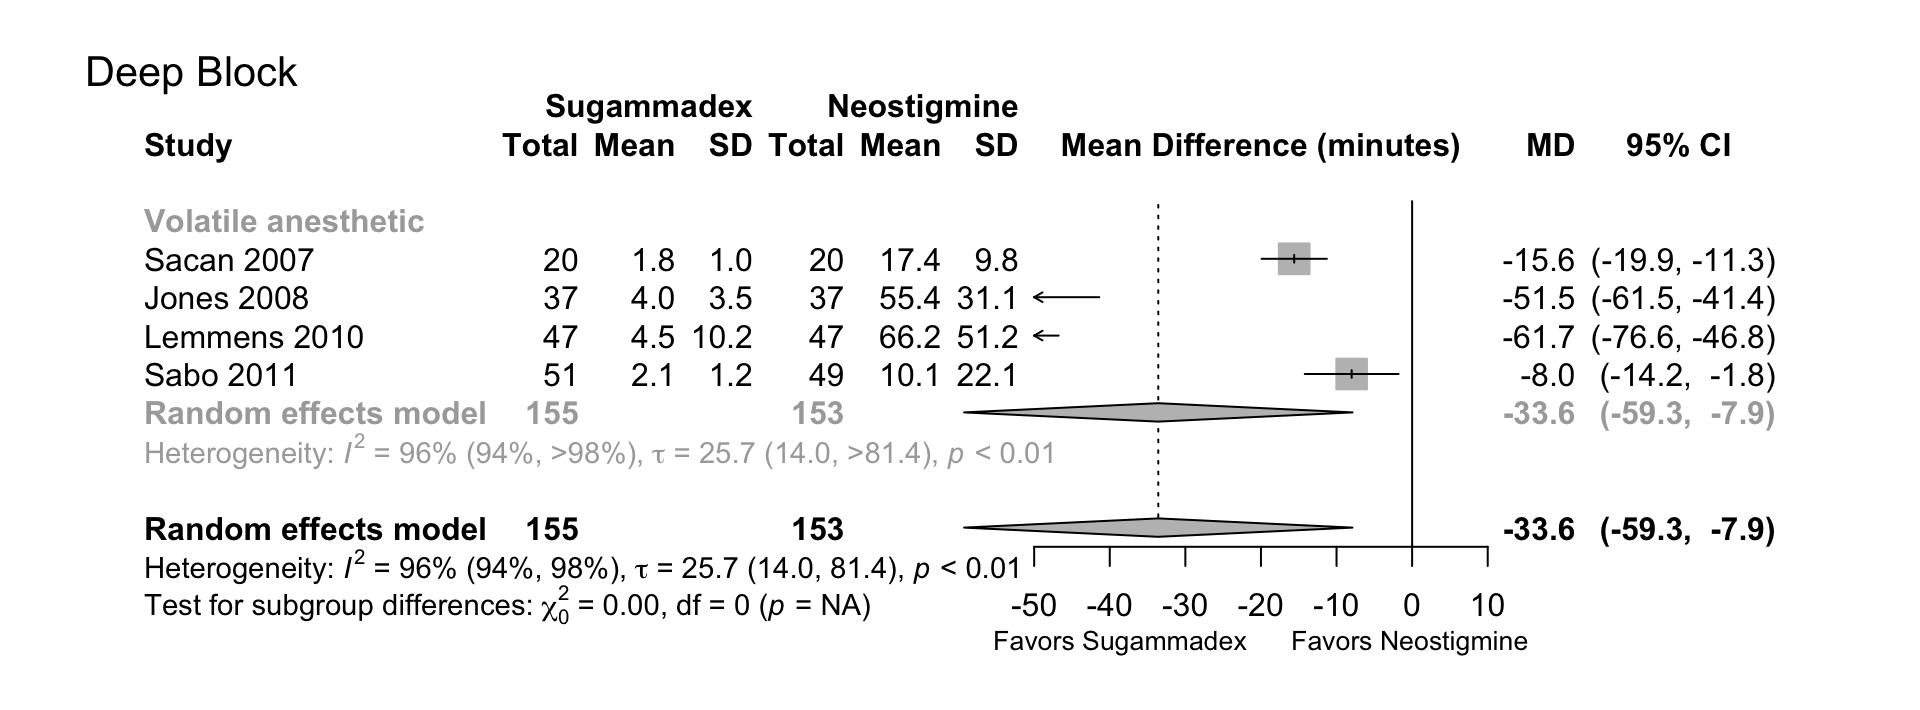 Deep Block
Sugammadex Neostigmine
Study Total Mean SD Total Mean SD Mean Difference (minutes) MD 95% CI
Volatile anesthetic
Sacan 2007 20 1.8 1.0 20 17.4 9.8 -15.6 (-19.9, -11.3)
Jones 2008 37 4.0 3.5 37 55.4 31.1 -51.5 (-61.5, -41.4)
Lemmens 2010 47 4.5 10.2 47 66.2 51.2 -61.7 (-76.6, -46.8)
Sabo 2011 51 2.1 1.2 49 10.1 22.1 -8.0 (-14.2, -1.8)
Random effects model 155 153 -33.6 (-59.3, -7.9)
Heterogeneity: I² = 96% (94%, >98%), τ = 25.7 (14.0, >81.4), p < 0.01
Random effects model 155 153 -33.6 (-59.3, -7.9)
Heterogeneity: I² = 96% (94%, 98%), τ = 25.7 (14.0, 81.4), p < 0.01
Test for subgroup differences: χ²₀ = 0.00, df = 0 (p = NA)
-50 -40 -30 -20 -10 0 10
Favors Sugammadex Favors Neostigmine